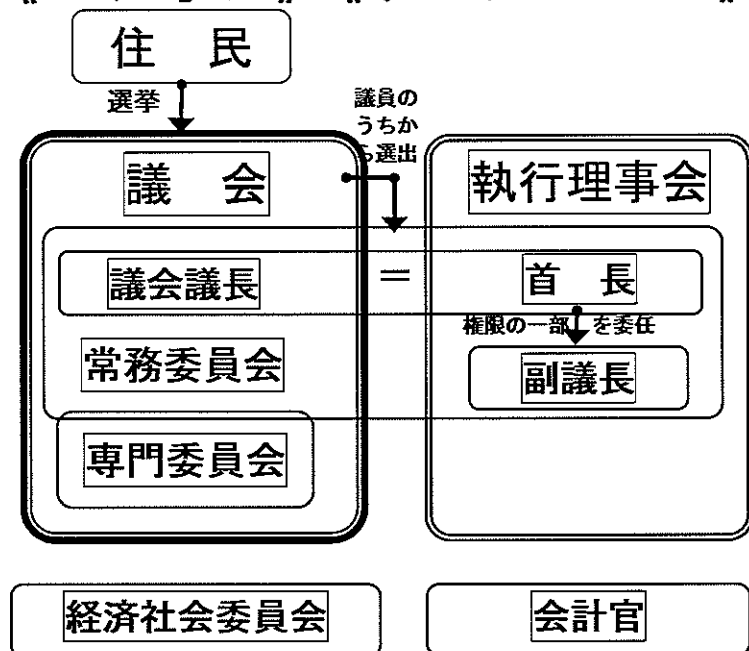 住　民
選挙
議員の
うちか
ら選出
議　会
執行理事会
議会議長
＝
首　長
権限の一部を委任
常務委員会
副議長
専門委員会
経済社会委員会
会計官